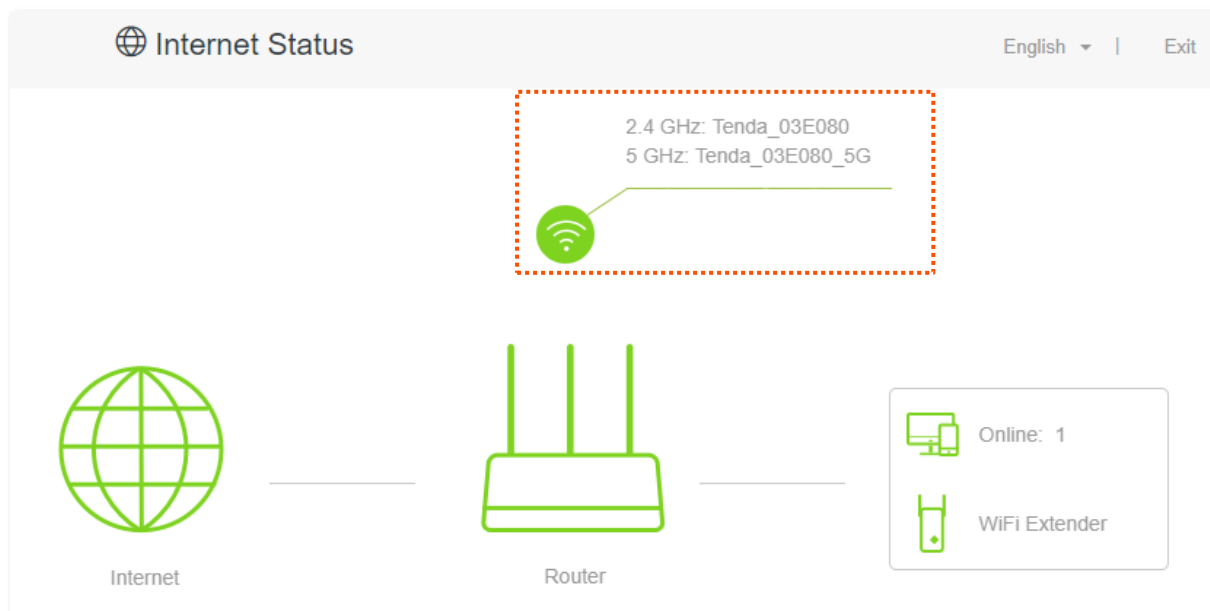 Internet Status
English |
Exit
2.4 GHz: Tenda_03E080
5 GHz: Tenda_03E080_5G
Online: 1
WiFi Extender
Internet
Router